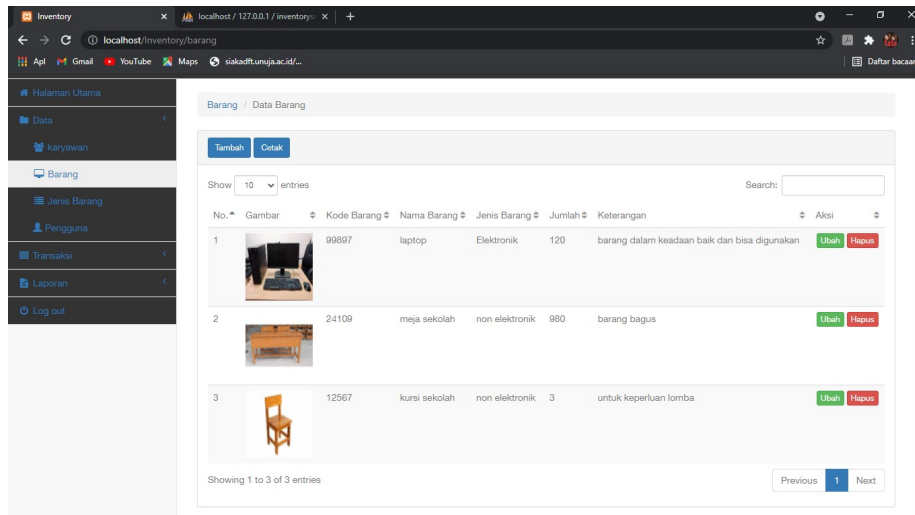 Inventory
localhost / 127.0.0.1 / inventorys
localhost/Inventory/barang
Apl Gmail YouTube Maps siakadft.unuja.ac.id/... Daftar bacaan
Halaman Utama
Data
karyawan
Barang
Jenis Barang
Pengguna
Transaksi
Laporan
Log out
Barang / Data Barang
Tambah Cetak
Show 10 entries Search:
No. Gambar Kode Barang Nama Barang Jenis Barang Jumlah Keterangan Aksi
1 99897 laptop Elektronik 120 barang dalam keadaan baik dan bisa digunakan Ubah Hapus
2 24109 meja sekolah non elektronik 980 barang bagus Ubah Hapus
3 12567 kursi sekolah non elektronik 3 untuk keperluan lomba Ubah Hapus
Showing 1 to 3 of 3 entries Previous 1 Next